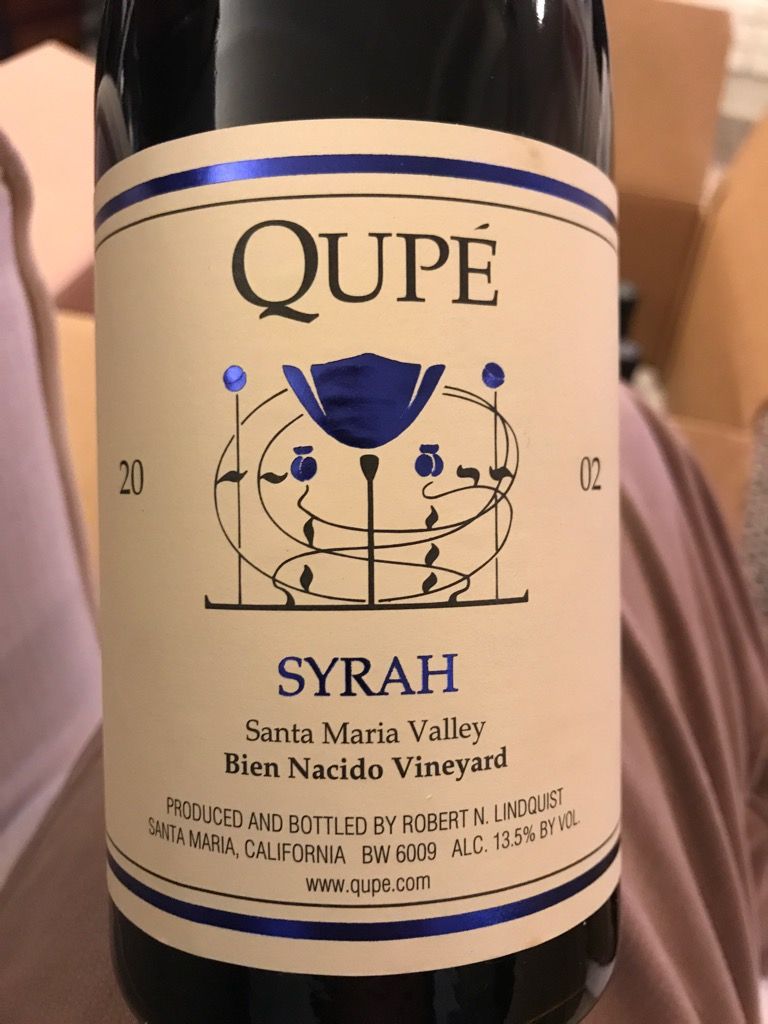 QUPÉ
20 02
SYRAH
Santa Maria Valley
Bien Nacido Vineyard
PRODUCED AND BOTTLED BY ROBERT N. LINDQUIST
SANTA MARIA, CALIFORNIA BW 6009 ALC. 13.5% BY VOL.
www.qupe.com